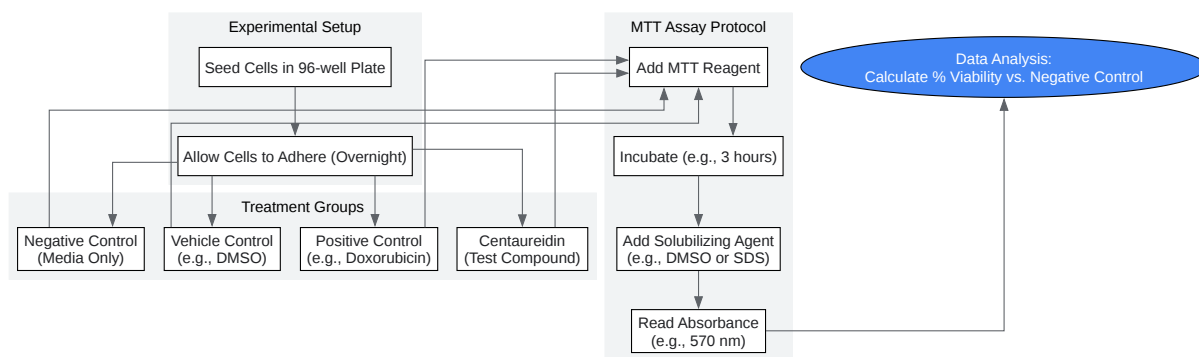 Experimental Setup
Seed Cells in 96-well Plate
Allow Cells to Adhere (Overnight)
Treatment Groups
Negative Control
(Media Only)
Vehicle Control
(e.g., DMSO)
Positive Control
(e.g., Doxorubicin)
Centaureidin
(Test Compound)
MTT Assay Protocol
Add MTT Reagent
Incubate (e.g., 3 hours)
Add Solubilizing Agent
(e.g., DMSO or SDS)
Read Absorbance
(e.g., 570 nm)
Data Analysis:
Calculate % Viability vs. Negative Control